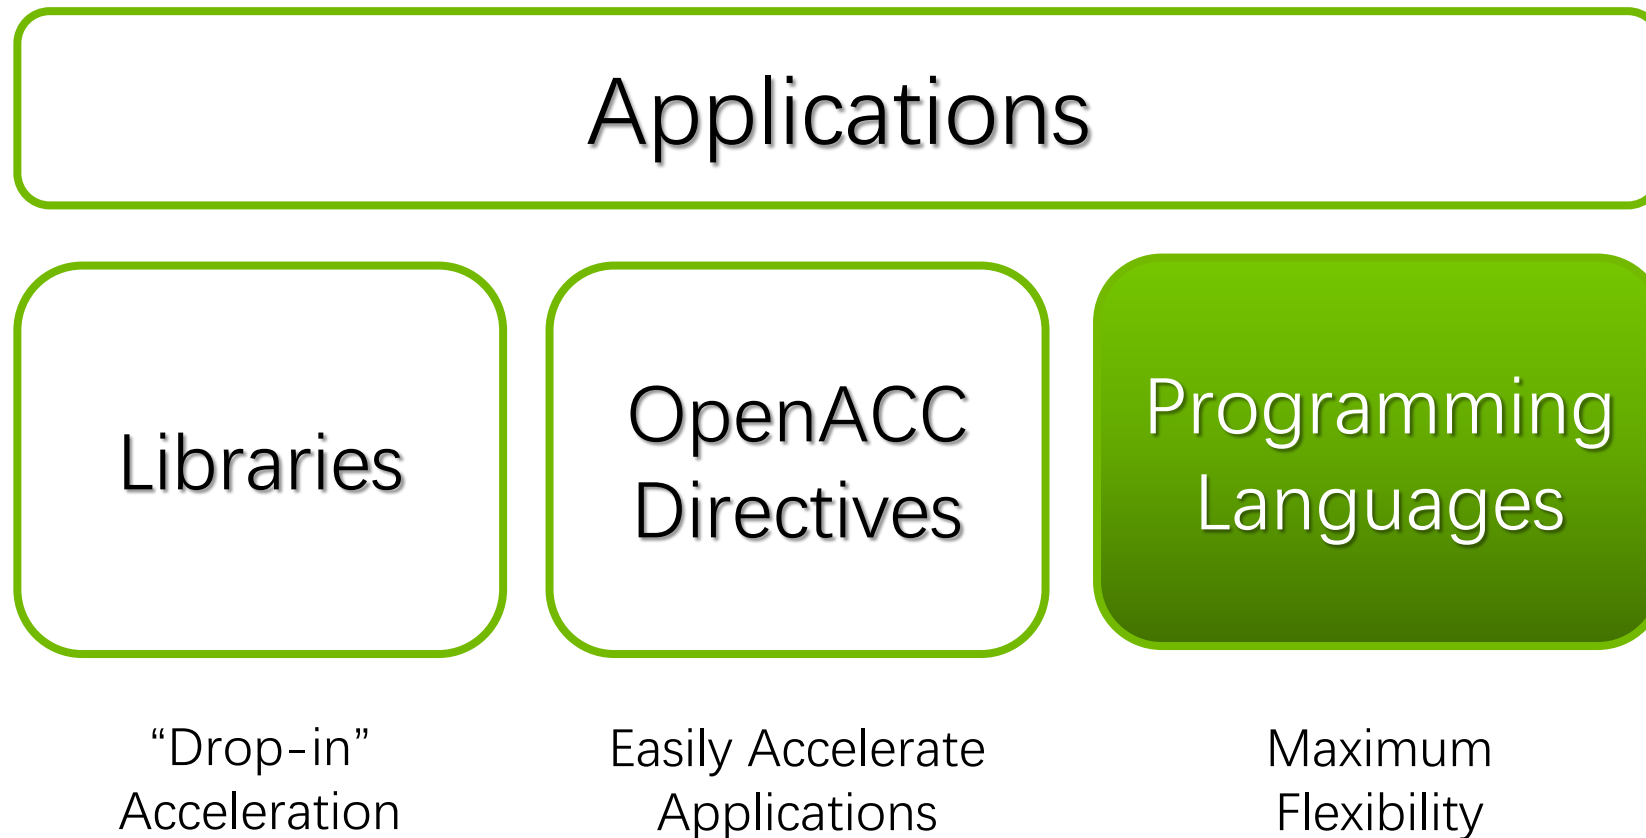 Applications
Libraries
OpenACC
Directives
Programming
Languages
“Drop-in”
Acceleration
Easily Accelerate
Applications
Maximum
Flexibility